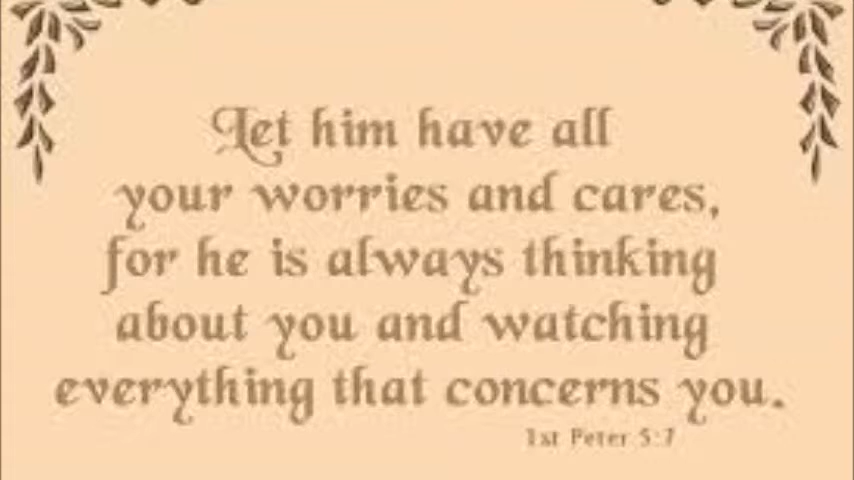 Let him have all
your worries and cares,
for he is always thinking
about you and watching
everything that concerns you.
1st Peter 5:7